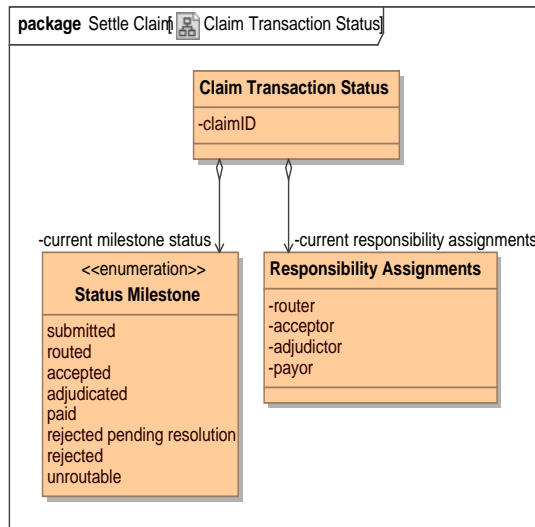 package Settle Claim[ Claim Transaction Status]
Claim Transaction Status
-claimID
-current milestone status
-current responsibility assignments
<<enumeration>>
Status Milestone
submitted
routed
accepted
adjudicated
paid
rejected pending resolution
rejected
unroutable
Responsibility Assignments
-router
-acceptor
-adjudictor
-payor